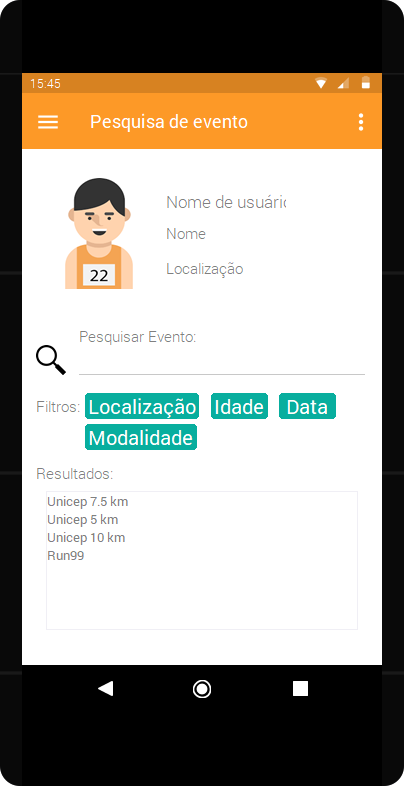 15:45
Pesquisa de evento
Nome de usuário
22
Nome
Localização
Pesquisar Evento:
Filtros: Localização Idade Data
Modalidade
Resultados:
Unicep 7.5 km
Unicep 5 km
Unicep 10 km
Run99